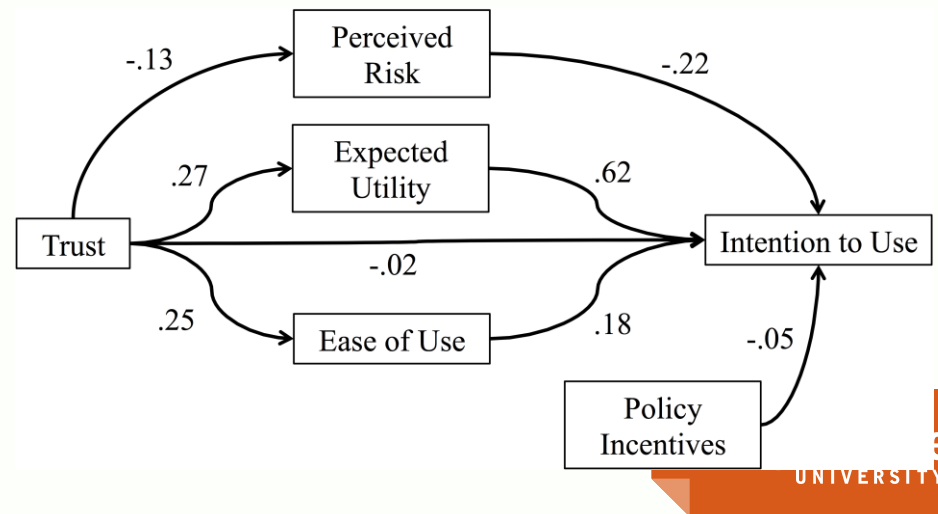 Perceived
Risk
-.13
-.22
Expected
Utility
.27
.62
Trust
Intention to Use
-.02
.25
Ease of Use
.18
-.05
Policy
Incentives
UNIVERSITY